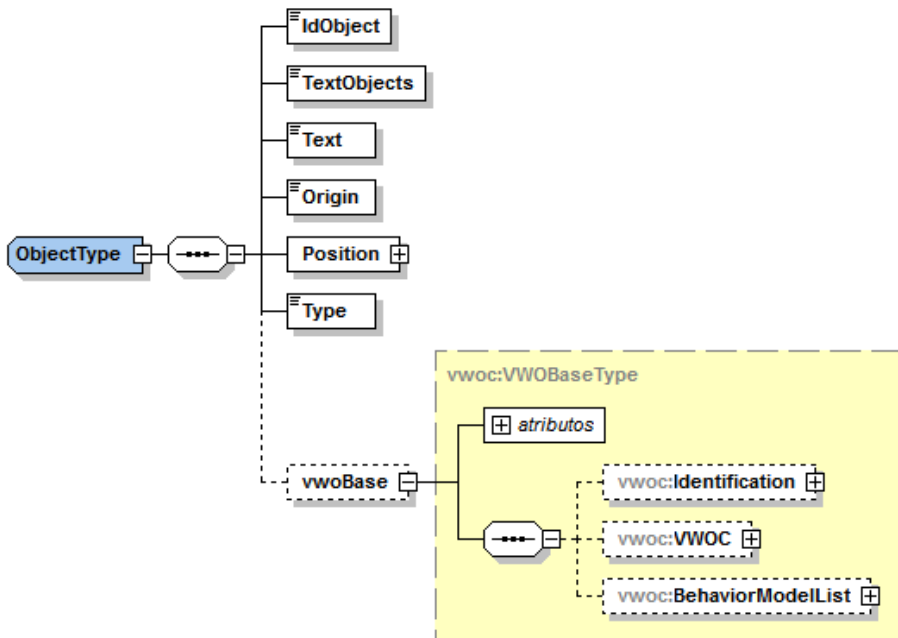 IdObject
TextObjects
Text
Origin
ObjectType
Position
Type
vwoc:VWOBaseType
atributos
vwoBase
vwoc:Identification
vwoc:VWOC
vwoc:BehaviorModelList